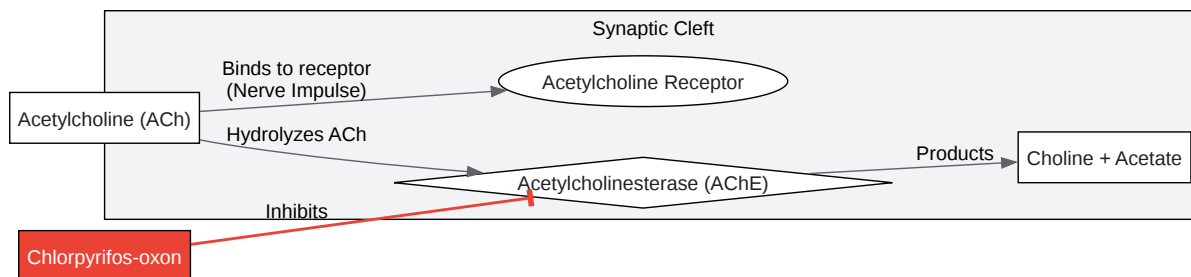 Synaptic Cleft
Binds to receptor
(Nerve Impulse)
Acetylcholine Receptor
Acetylcholine (ACh)
Hydrolyzes ACh
Products
Choline + Acetate
Acetylcholinesterase (AChE)
Inhibits
Chlorpyrifos-oxon